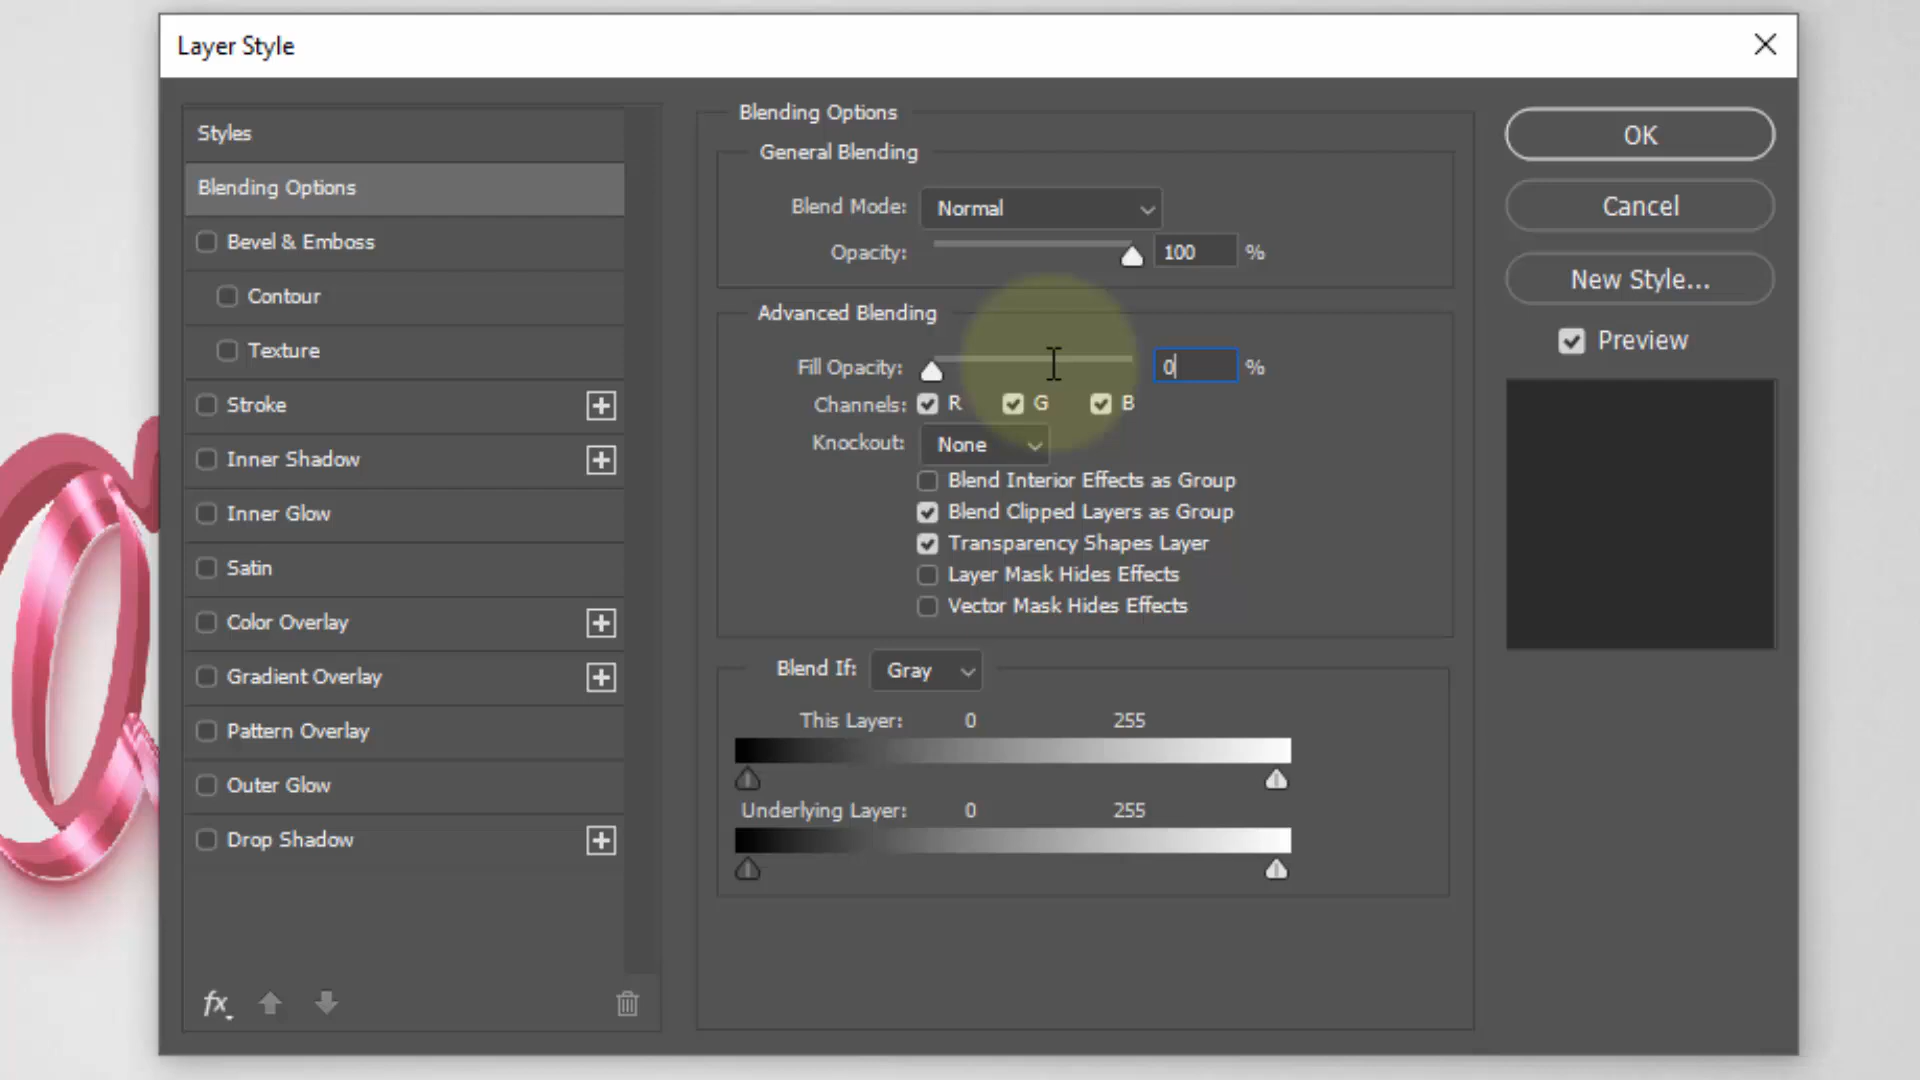 Layer Style
Styles
Blending Options
Bevel & Emboss
Contour
Texture
Stroke
Inner Shadow
Inner Glow
Satin
Color Overlay
Gradient Overlay
Pattern Overlay
Outer Glow
Drop Shadow
fx
Blending Options
General Blending
Blend Mode: Normal
Opacity: 100 %
Advanced Blending
Fill Opacity: 0 %
Channels: R G B
Knockout: None
Blend Interior Effects as Group
Blend Clipped Layers as Group
Transparency Shapes Layer
Layer Mask Hides Effects
Vector Mask Hides Effects
Blend If: Gray
This Layer: 0 255
Underlying Layer: 0 255
OK
Cancel
New Style...
Preview